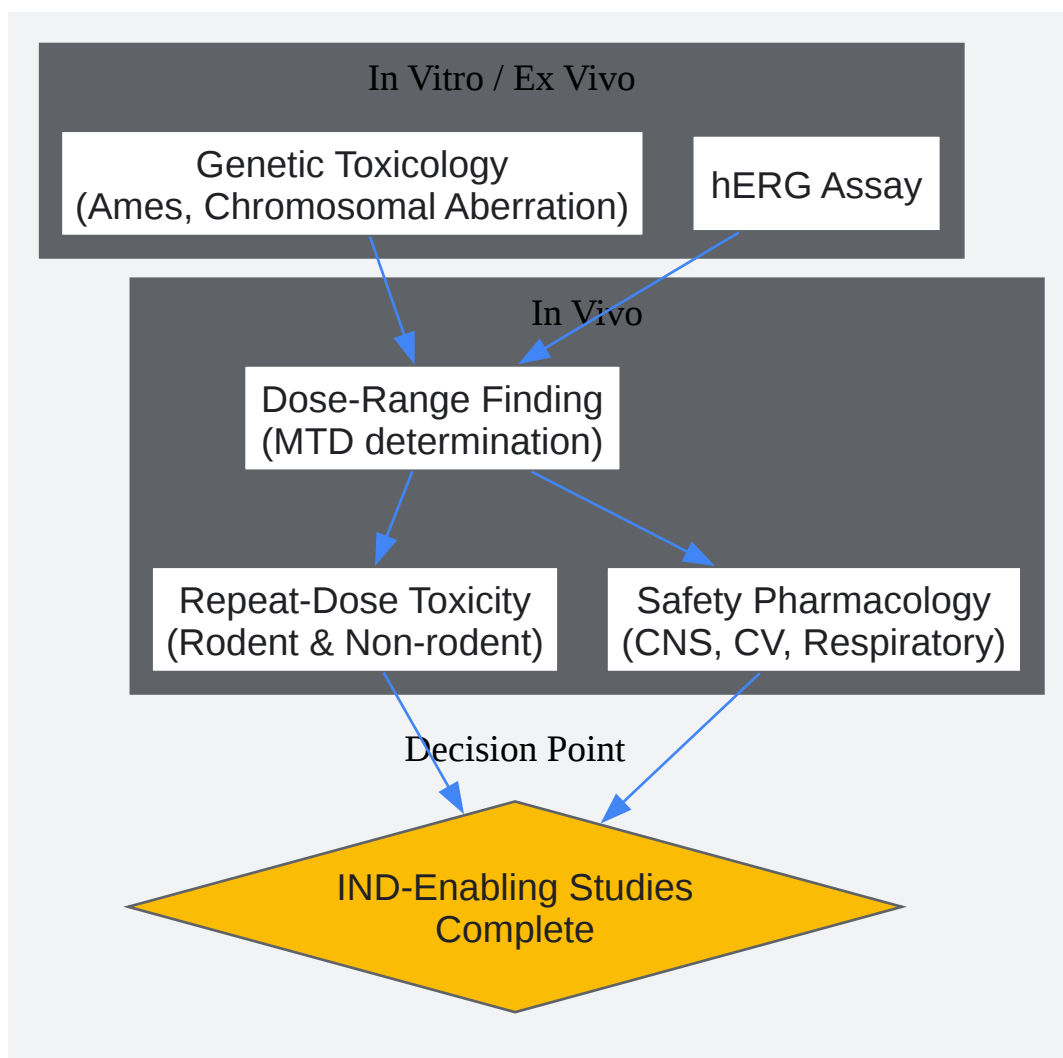 In Vitro / Ex Vivo
Genetic Toxicology
(Ames, Chromosomal Aberration)
hERG Assay
In Vivo
Dose-Range Finding
(MTD determination)
Repeat-Dose Toxicity
(Rodent & Non-rodent)
Safety Pharmacology
(CNS, CV, Respiratory)
Decision Point
IND-Enabling Studies
Complete